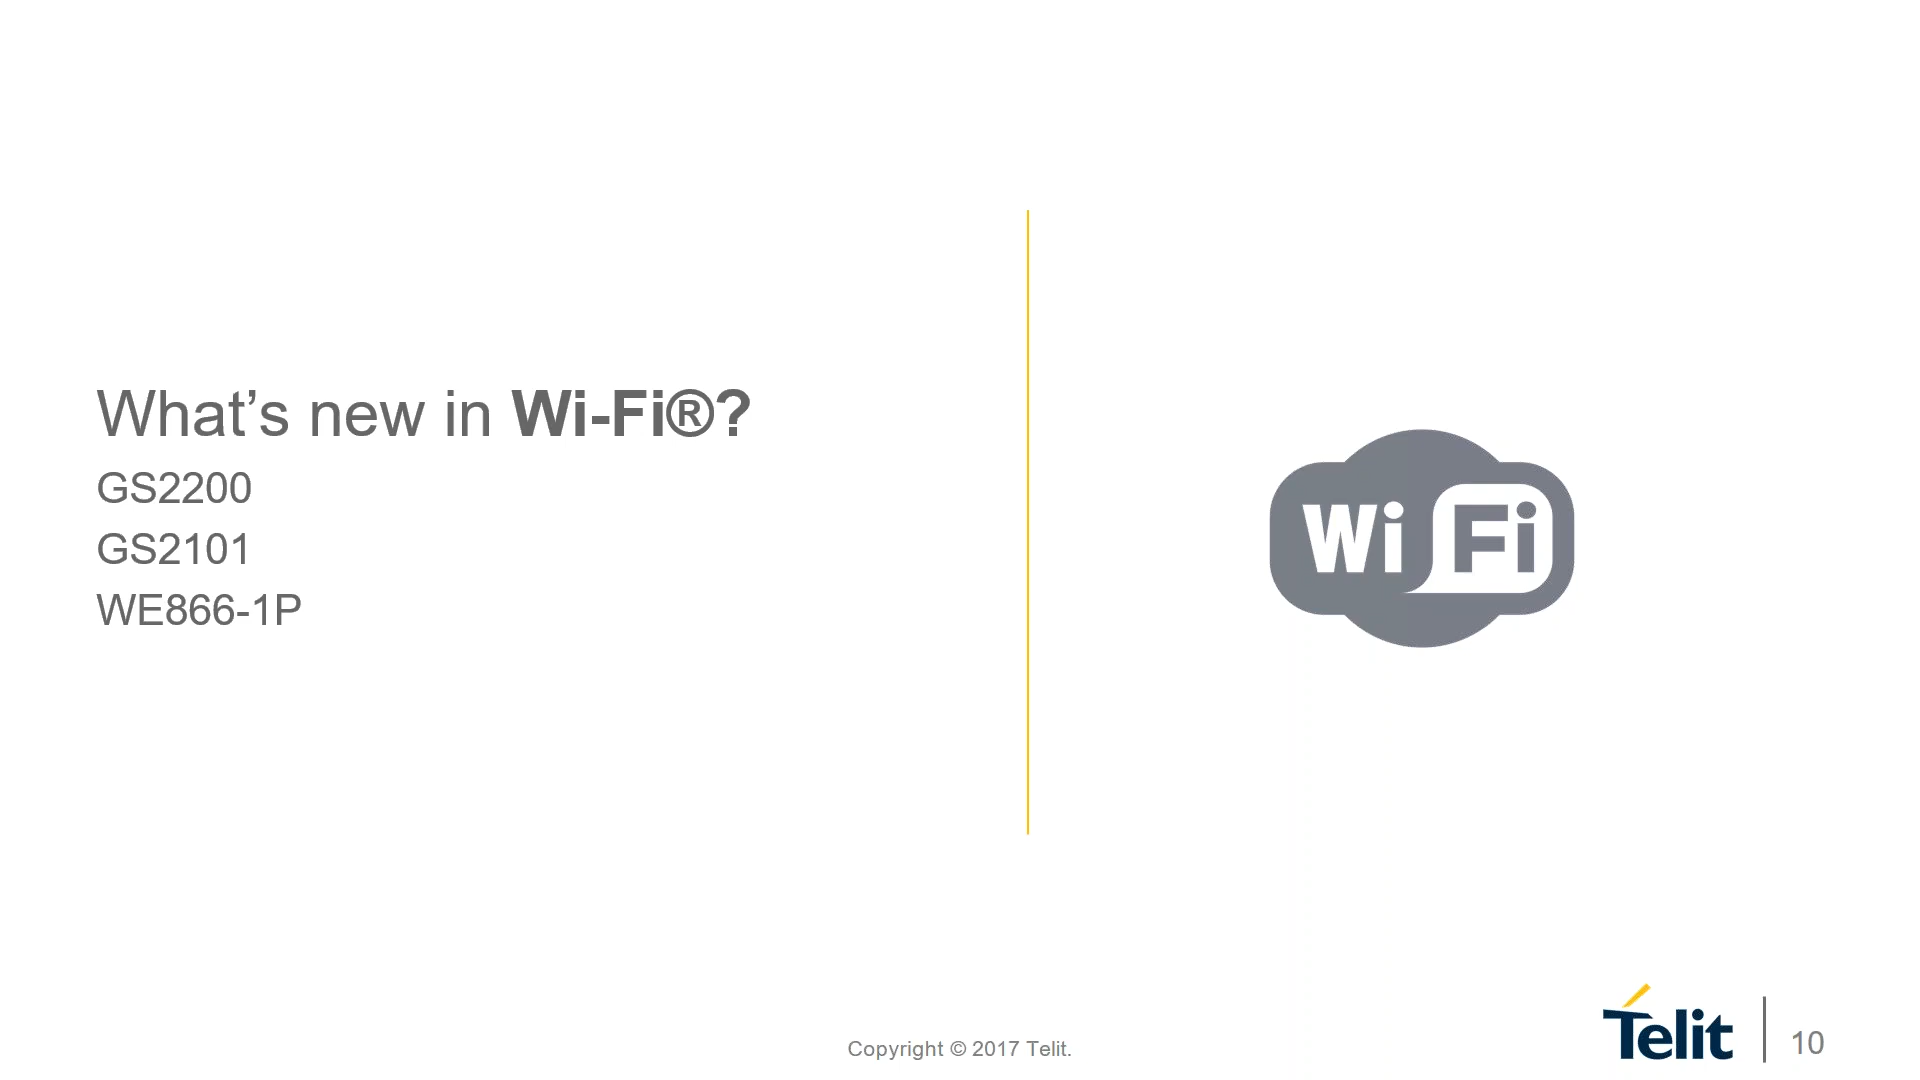 What’s new in Wi-Fi®?
GS2200
GS2101
WE866-1P
Wi Fi
Copyright © 2017 Telit.
Telit
10